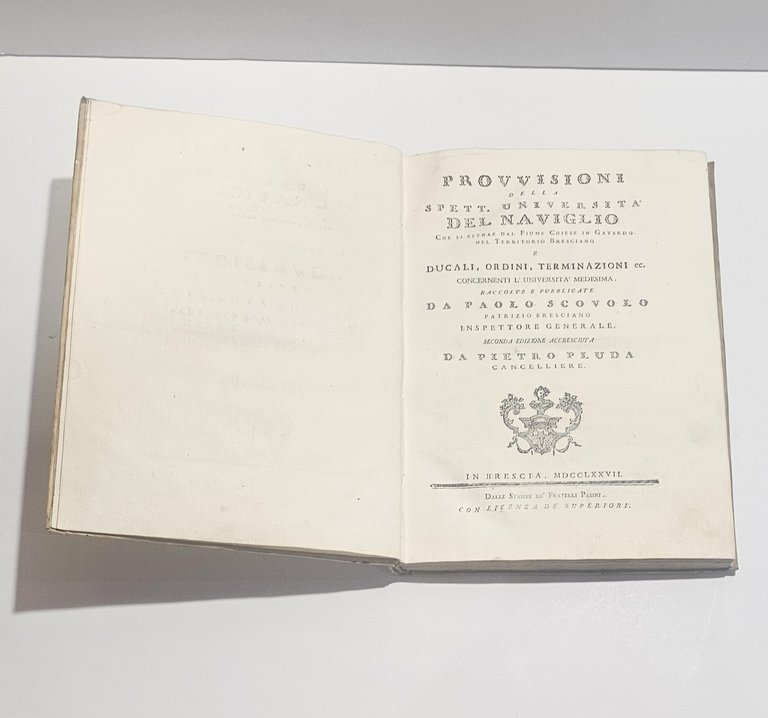 PROVVISIONI
DELLA
SPETT. UNIVERSITA'
DEL NAVIGLIO
CHE SI ESTRAE DAL FIUME CHIESE IN GAVARDO
NEL TERRITORIO BRESCIANO
E
DUCALI, ORDINI, TERMINAZIONI ec.
CONCERNENTI L' UNIVERSITA' MEDESIMA.
RACCOLTE E PUBBLICATE
DA PAOLO SCOVOLO
PATRIZIO BRESCIANO
INSPETTORE GENERALE.
SECONDA EDIZIONE ACCRESCIUTA
DA PIETRO PLUDA
CANCELLIERE.
IN BRESCIA, MDCCLXXVII.
DALLE STAMPE DE' FRATELLI PASINI.
CON LICENZA DE' SUPERIORI.